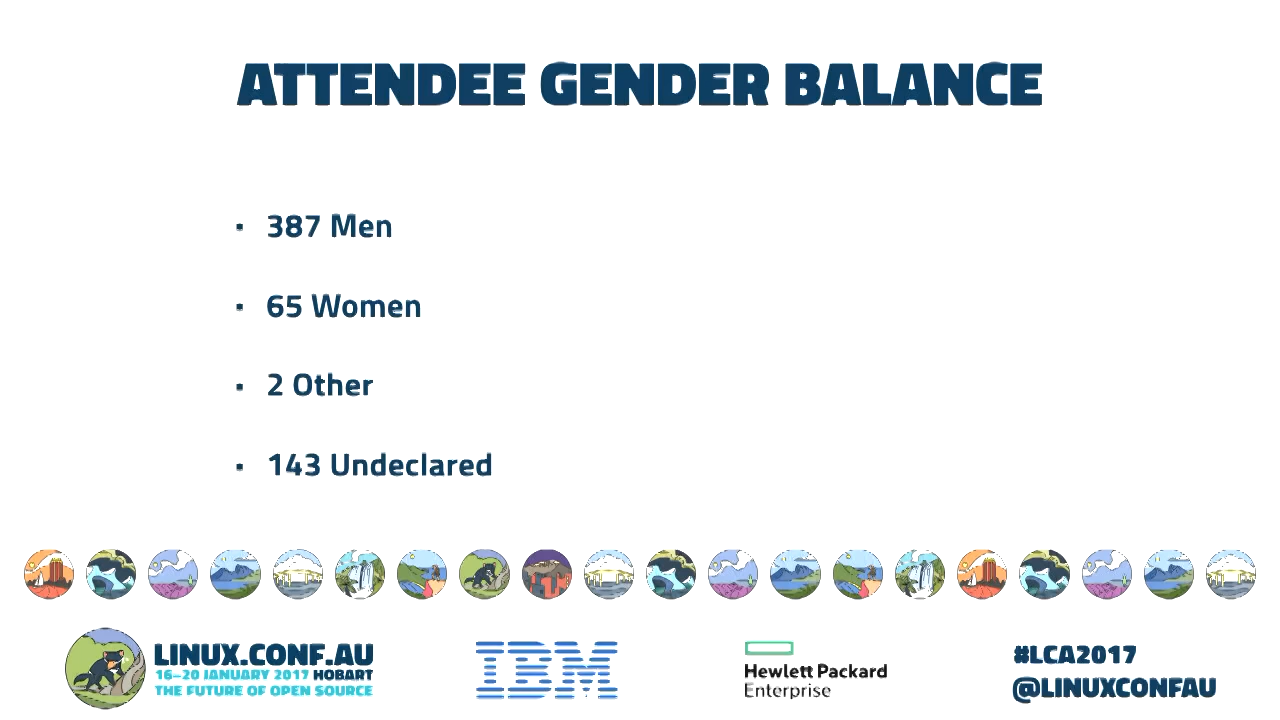 ATTENDEE GENDER BALANCE
387 Men
65 Women
2 Other
143 Undeclared
LINUX.CONF.AU
16–20 JANUARY 2017 HOBART
THE FUTURE OF OPEN SOURCE
IBM
Hewlett Packard
Enterprise
#LCA2017
@LINUXCONFAU